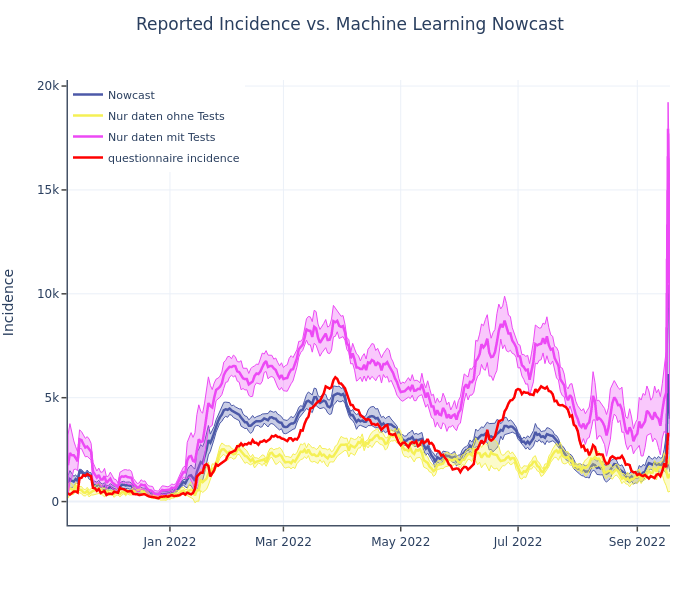 Reported Incidence vs. Machine Learning Nowcast
20k
15k
10k
5k
0
Incidence
Nowcast
Nur daten ohne Tests
Nur daten mit Tests
questionnaire incidence
Jan 2022
Mar 2022
May 2022
Jul 2022
Sep 2022